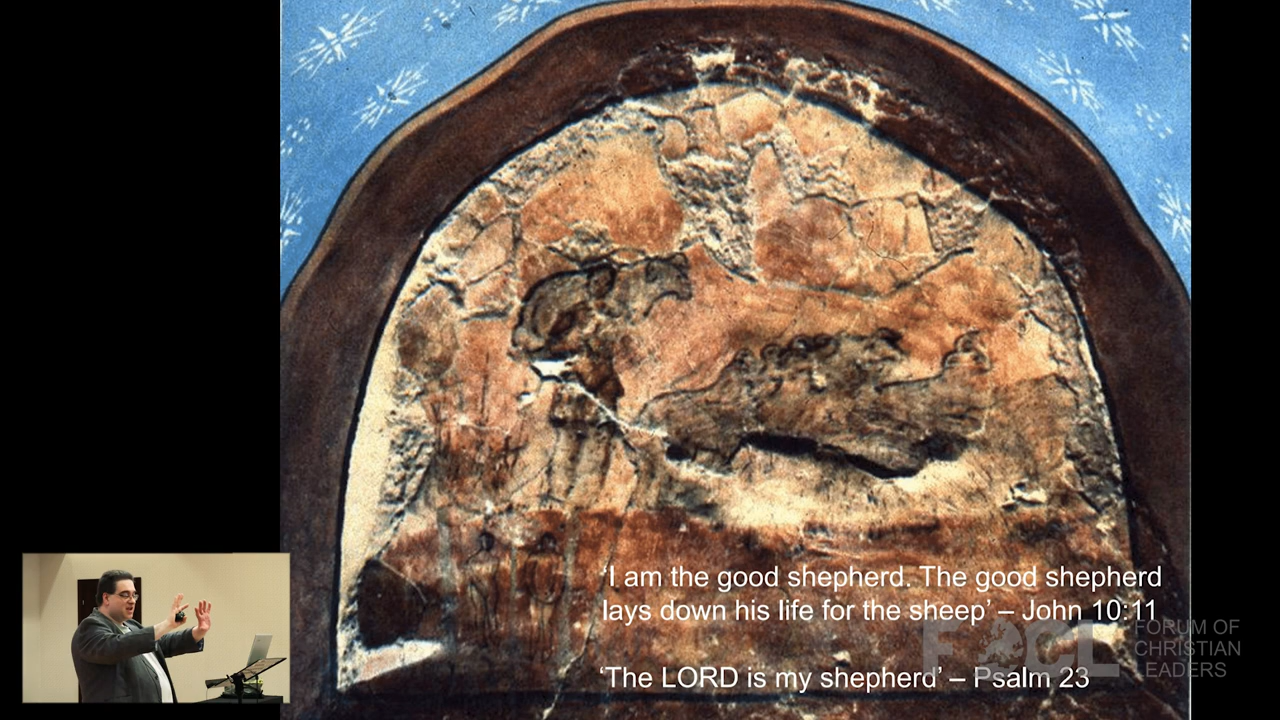 ‘I am the good shepherd. The good shepherd
lays down his life for the sheep’ – John 10:11
‘The LORD is my shepherd’ – Psalm 23
FOCL
FORUM OF
CHRISTIAN
LEADERS